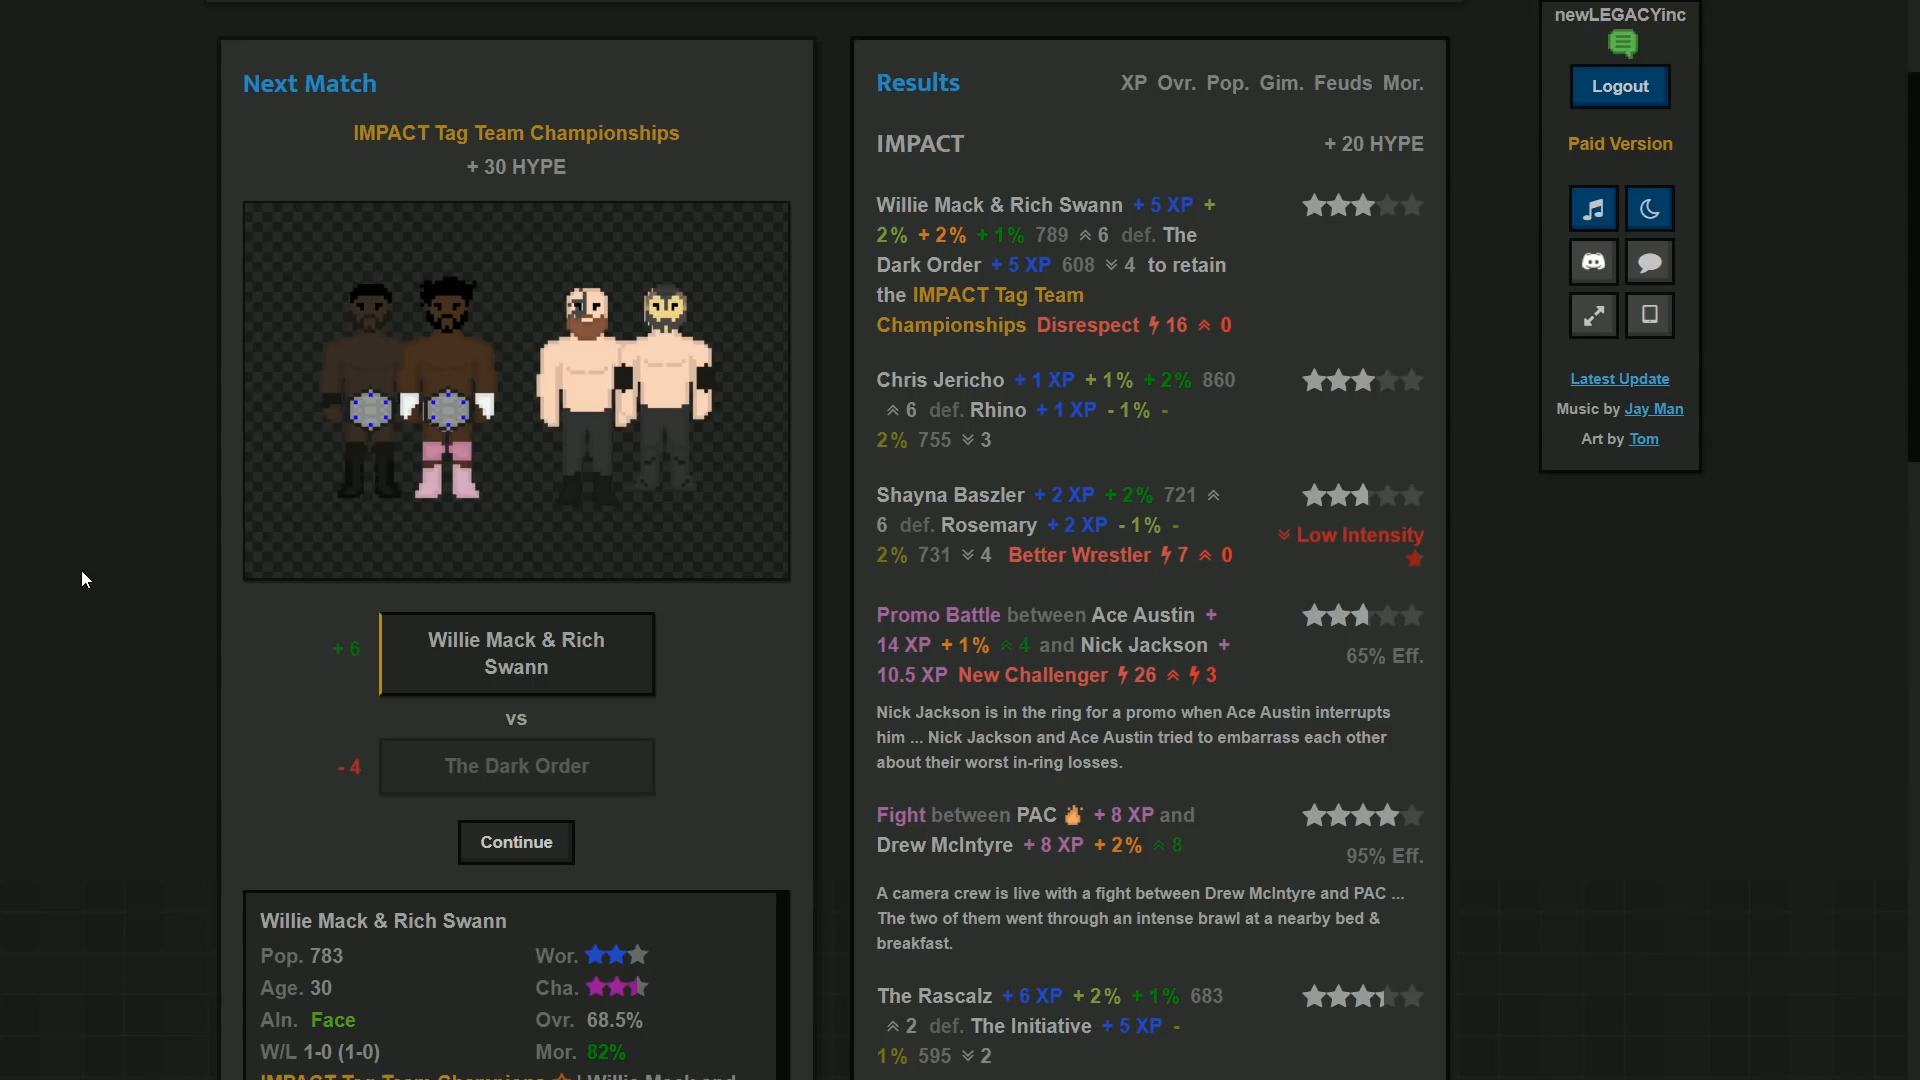 Next Match
IMPACT Tag Team Championships
+ 30 HYPE
+ 6
Willie Mack & Rich
Swann
vs
- 4
The Dark Order
Continue
Willie Mack & Rich Swann
Pop. 783
Wor.
Age. 30
Cha.
Aln. Face
Ovr. 68.5%
W/L 1-0 (1-0)
Mor. 82%
IMPACT Tag Team Champions | Willie Mack and
Results
XP Ovr. Pop. Gim. Feuds Mor.
IMPACT
+ 20 HYPE
Willie Mack & Rich Swann + 5 XP +
2% + 2% + 1% 789 6 def. The
Dark Order + 5 XP 608 4 to retain
the IMPACT Tag Team
Championships Disrespect 16 0
Chris Jericho + 1 XP + 1% + 2% 860
6 def. Rhino + 1 XP - 1% -
2% 755 3
Shayna Baszler + 2 XP + 2% 721
6 def. Rosemary + 2 XP - 1% -
2% 731 4 Better Wrestler 7 0
Low Intensity
Promo Battle between Ace Austin +
14 XP + 1% 4 and Nick Jackson +
10.5 XP New Challenger 26 3
65% Eff.
Nick Jackson is in the ring for a promo when Ace Austin interrupts
him ... Nick Jackson and Ace Austin tried to embarrass each other
about their worst in-ring losses.
Fight between PAC + 8 XP and
Drew McIntyre + 8 XP + 2% 8
95% Eff.
A camera crew is live with a fight between Drew McIntyre and PAC ...
The two of them went through an intense brawl at a nearby bed &
breakfast.
The Rascalz + 6 XP + 2% + 1% 683
2 def. The Initiative + 5 XP -
1% 595 2
newLEGACYinc
Logout
Paid Version
Latest Update
Music by Jay Man
Art by Tom